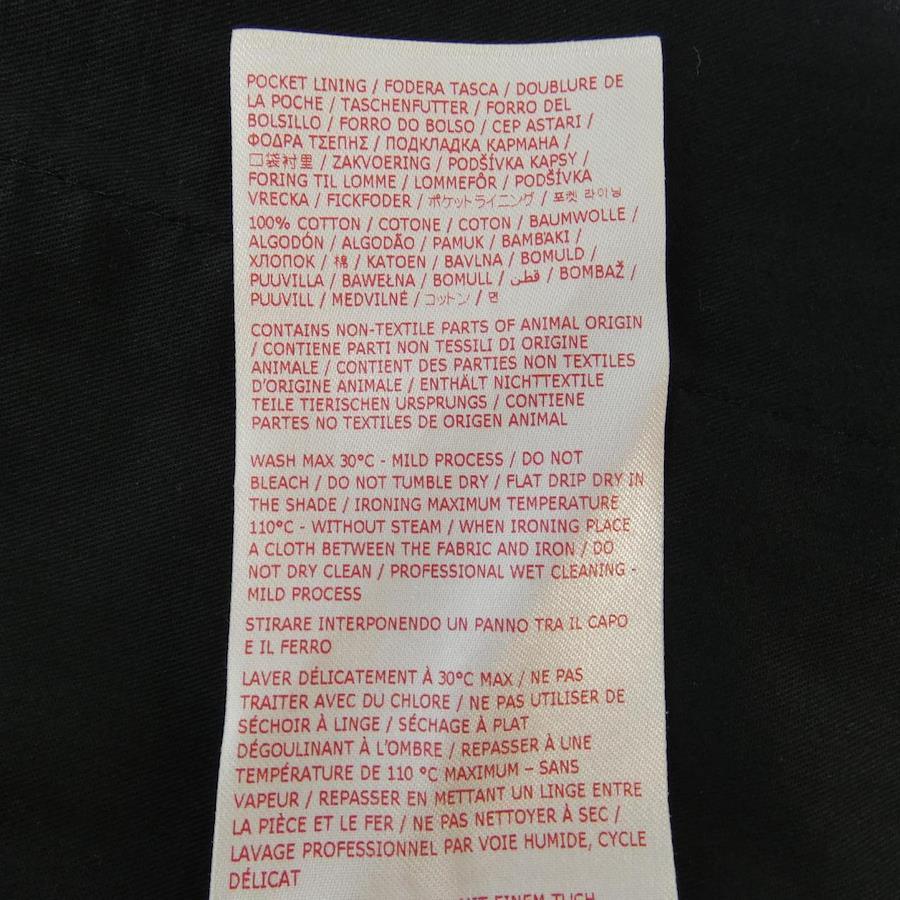 POCKET LINING / FODERA TASCA / DOUBLURE DE
LA POCHE / TASCHENFUTTER / FORRO DEL
BOLSILLO / FORRO DO BOLSO / CEP ASTARI /
ΦΟΔΡΑ ΤΣΕΠΗΣ / ПОДКЛАДКА КАРМАНА /
口袋衬里 / ZAKVOERING / PODŠÍVKA KAPSY /
FORING TIL LOMME / LOMMEFÔR / PODŠÍVKA
VRECKA / FICKFODER / ポケットライニング / 포켓 라이닝
100% COTTON / COTONE / COTON / BAUMWOLLE /
ALGODÓN / ALGODÃO / PAMUK / ΒΑΜΒΆΚΙ /
ХЛОПОК / 棉 / KATOEN / BAVLNA / BOMULD /
PUUVILLA / BAWEŁNA / BOMULL / قطن / BOMBAŽ /
PUUVILL / MEDVILNĖ / コットン / 면
CONTAINS NON-TEXTILE PARTS OF ANIMAL ORIGIN
/ CONTIENE PARTI NON TESSILI DI ORIGINE
ANIMALE / CONTIENT DES PARTIES NON TEXTILES
D'ORIGINE ANIMALE / ENTHÄLT NICHTTEXTILE
TEILE TIERISCHEN URSPRUNGS / CONTIENE
PARTES NO TEXTILES DE ORIGEN ANIMAL
WASH MAX 30°C - MILD PROCESS / DO NOT
BLEACH / DO NOT TUMBLE DRY / FLAT DRIP DRY IN
THE SHADE / IRONING MAXIMUM TEMPERATURE
110°C - WITHOUT STEAM / WHEN IRONING PLACE
A CLOTH BETWEEN THE FABRIC AND IRON / DO
NOT DRY CLEAN / PROFESSIONAL WET CLEANING -
MILD PROCESS
STIRARE INTERPONENDO UN PANNO TRA IL CAPO
E IL FERRO
LAVER DÉLICATEMENT À 30°C MAX / NE PAS
TRAITER AVEC DU CHLORE / NE PAS UTILISER DE
SÉCHOIR À LINGE / SÉCHAGE À PLAT
DÉGOULINANT À L'OMBRE / REPASSER À UNE
TEMPÉRATURE DE 110 °C MAXIMUM – SANS
VAPEUR / REPASSER EN METTANT UN LINGE ENTRE
LA PIÈCE ET LE FER / NE PAS NETTOYER À SEC /
LAVAGE PROFESSIONNEL PAR VOIE HUMIDE, CYCLE
DÉLICAT
MIT EINEM TUCH